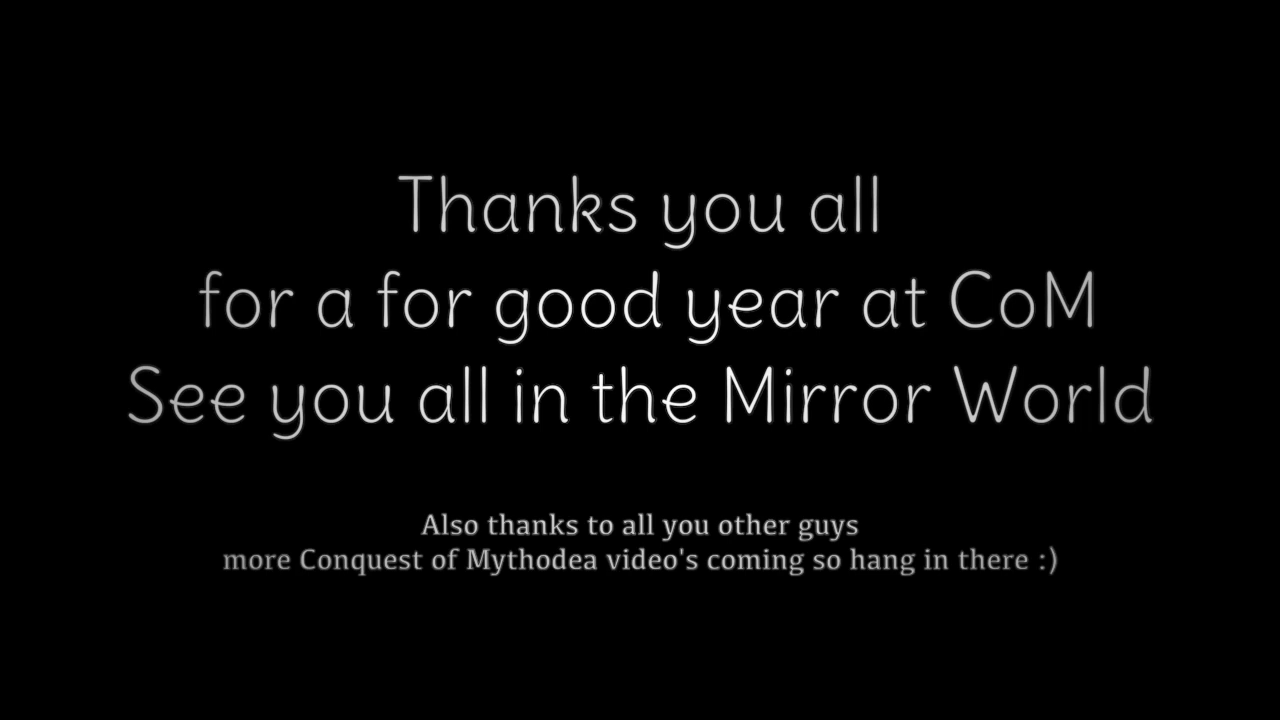 Thanks you all
for a for good year at CoM
See you all in the Mirror World
Also thanks to all you other guys
more Conquest of Mythodea video's coming so hang in there :)